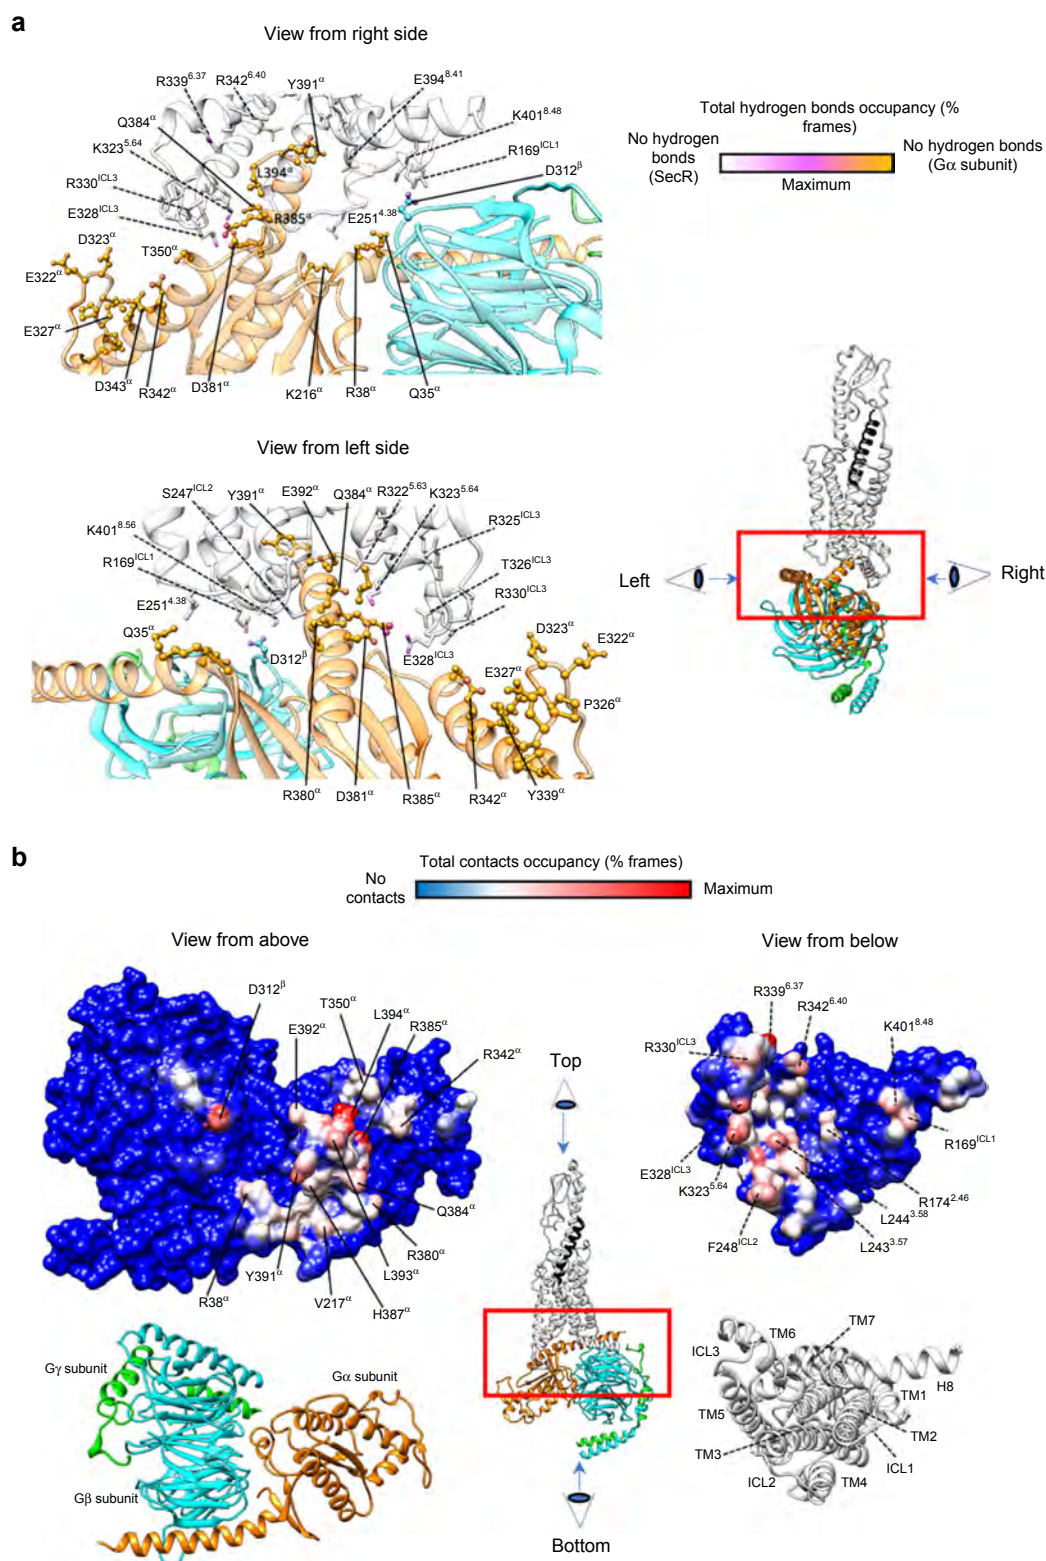 a
View from right side
R339^6.37
R342^6.40
Y391^α
E394^8.41
Q384^α
K401^8.48
K323^5.64
R169^ICL1
R330^ICL3
L394^α
D312^β
E328^ICL3
R385^α
E251^4.38
D323^α
T350^α
E322^α
E327^α
D343^α
R342^α
D381^α
K216^α
R38^α
Q35^α
Total hydrogen bonds occupancy (%
frames)
No hydrogen
bonds
(SecR)
No hydrogen bonds
(Gα subunit)
Maximum
View from left side
S247^ICL2
Y391^α
E392^α
Q384^α
R322^5.63
K323^5.64
K401^8.56
R325^ICL3
R169^ICL1
T326^ICL3
E251^4.38
R330^ICL3
Q35^α
D312^β
E328^ICL3
D323^α
E322^α
E327^α
P326^α
R380^α
D381^α
R385^α
R342^α
Y339^α
Left
Right
b
Total contacts occupancy (% frames)
No
contacts
Maximum
View from above
View from below
D312^β
T350^α
E392^α
L394^α
R385^α
R342^α
Q384^α
R380^α
L393^α
H387^α
V217^α
Y391^α
R38^α
Top
R339^6.37
R342^6.40
R330^ICL3
K401^8.48
R169^ICL1
E328^ICL3
K323^5.64
R174^2.46
L244^3.58
F248^ICL2
L243^3.57
Gγ subunit
Gα subunit
Gβ subunit
Bottom
TM7
TM6
ICL3
H8
TM1
TM5
TM2
TM3
ICL1
ICL2
TM4